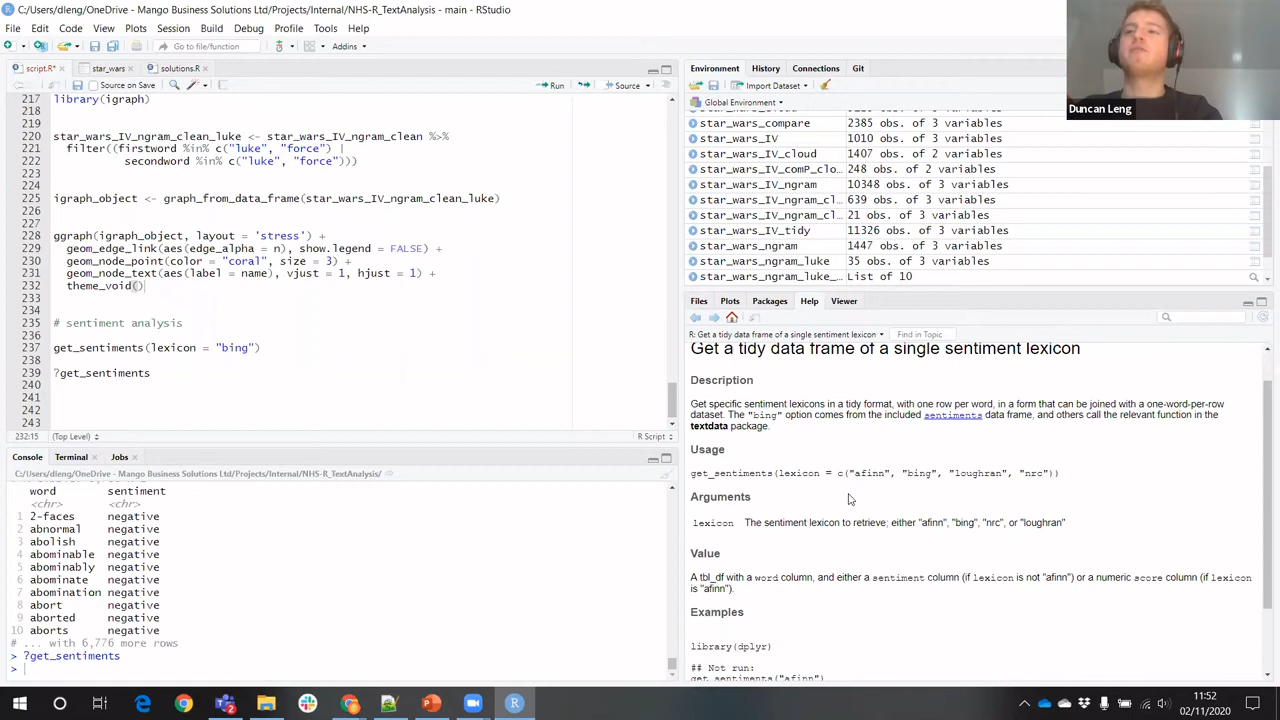 C:/Users/dleng/OneDrive - Mango Business Solutions Ltd/Projects/Internal/NHS-R_TextAnalysis - main - RStudio
File Edit Code View Plots Session Build Debug Profile Tools Help
Go to file/function Addins
script.R* star_wars solutions.R
Source on Save Run Source
217 library(igraph)
218
219
220 star_wars_IV_ngram_clean_luke <- star_wars_IV_ngram_clean %>%
221 filter((firstword %in% c("luke", "force") |
222 secondword %in% c("luke", "force")))
223
224
225 igraph_object <- graph_from_data_frame(star_wars_IV_ngram_clean_luke)
226
227
228 ggraph(igraph_object, layout = 'stress') +
229 geom_edge_link(aes(edge_alpha = n), show.legend = FALSE) +
230 geom_node_point(color = "coral", size = 3) +
231 geom_node_text(aes(label = name), vjust = 1, hjust = 1) +
232 theme_void()
233
234
235 # sentiment analysis
236
237 get_sentiments(lexicon = "bing")
238
239 ?get_sentiments
240
241
242
243
232:15 (Top Level) R Script
Console Terminal Jobs
C:/Users/dleng/OneDrive - Mango Business Solutions Ltd/Projects/Internal/NHS-R_TextAnalysis/
word sentiment
<chr> <chr>
1 2-faces negative
2 abnormal negative
3 abolish negative
4 abominable negative
5 abominably negative
6 abominate negative
7 abomination negative
8 abort negative
9 aborted negative
10 aborts negative
# ... with 6,776 more rows
> ?get_sentiments
>
Environment History Connections Git
Import Dataset
Global Environment
star_wars_compare 2385 obs. of 3 variables
star_wars_IV 1010 obs. of 3 variables
star_wars_IV_cloud 1407 obs. of 2 variables
star_wars_IV_comP_clo... 248 obs. of 2 variables
star_wars_IV_ngram 10348 obs. of 3 variables
star_wars_IV_ngram_cl... 639 obs. of 3 variables
star_wars_IV_ngram_cl... 21 obs. of 3 variables
star_wars_IV_tidy 11326 obs. of 3 variables
star_wars_ngram 1447 obs. of 3 variables
star_wars_ngram_luke 35 obs. of 3 variables
star_wars_ngram_luke_... List of 10
Files Plots Packages Help Viewer
R: Get a tidy data frame of a single sentiment lexicon Find in Topic
Get a tidy data frame of a single sentiment lexicon
Description
Get specific sentiment lexicons in a tidy format, with one row per word, in a form that can be joined with a one-word-per-row
dataset. The "bing" option comes from the included sentiments data frame, and others call the relevant function in the
textdata package.
Usage
get_sentiments(lexicon = c("afinn", "bing", "loughran", "nrc"))
Arguments
lexicon The sentiment lexicon to retrieve; either "afinn", "bing", "nrc", or "loughran"
Value
A tbl_df with a word column, and either a sentiment column (if lexicon is not "afinn") or a numeric score column (if lexicon
is "afinn").
Examples
library(dplyr)
## Not run:
get_sentiments("afinn")
Duncan Leng
11:52
02/11/2020